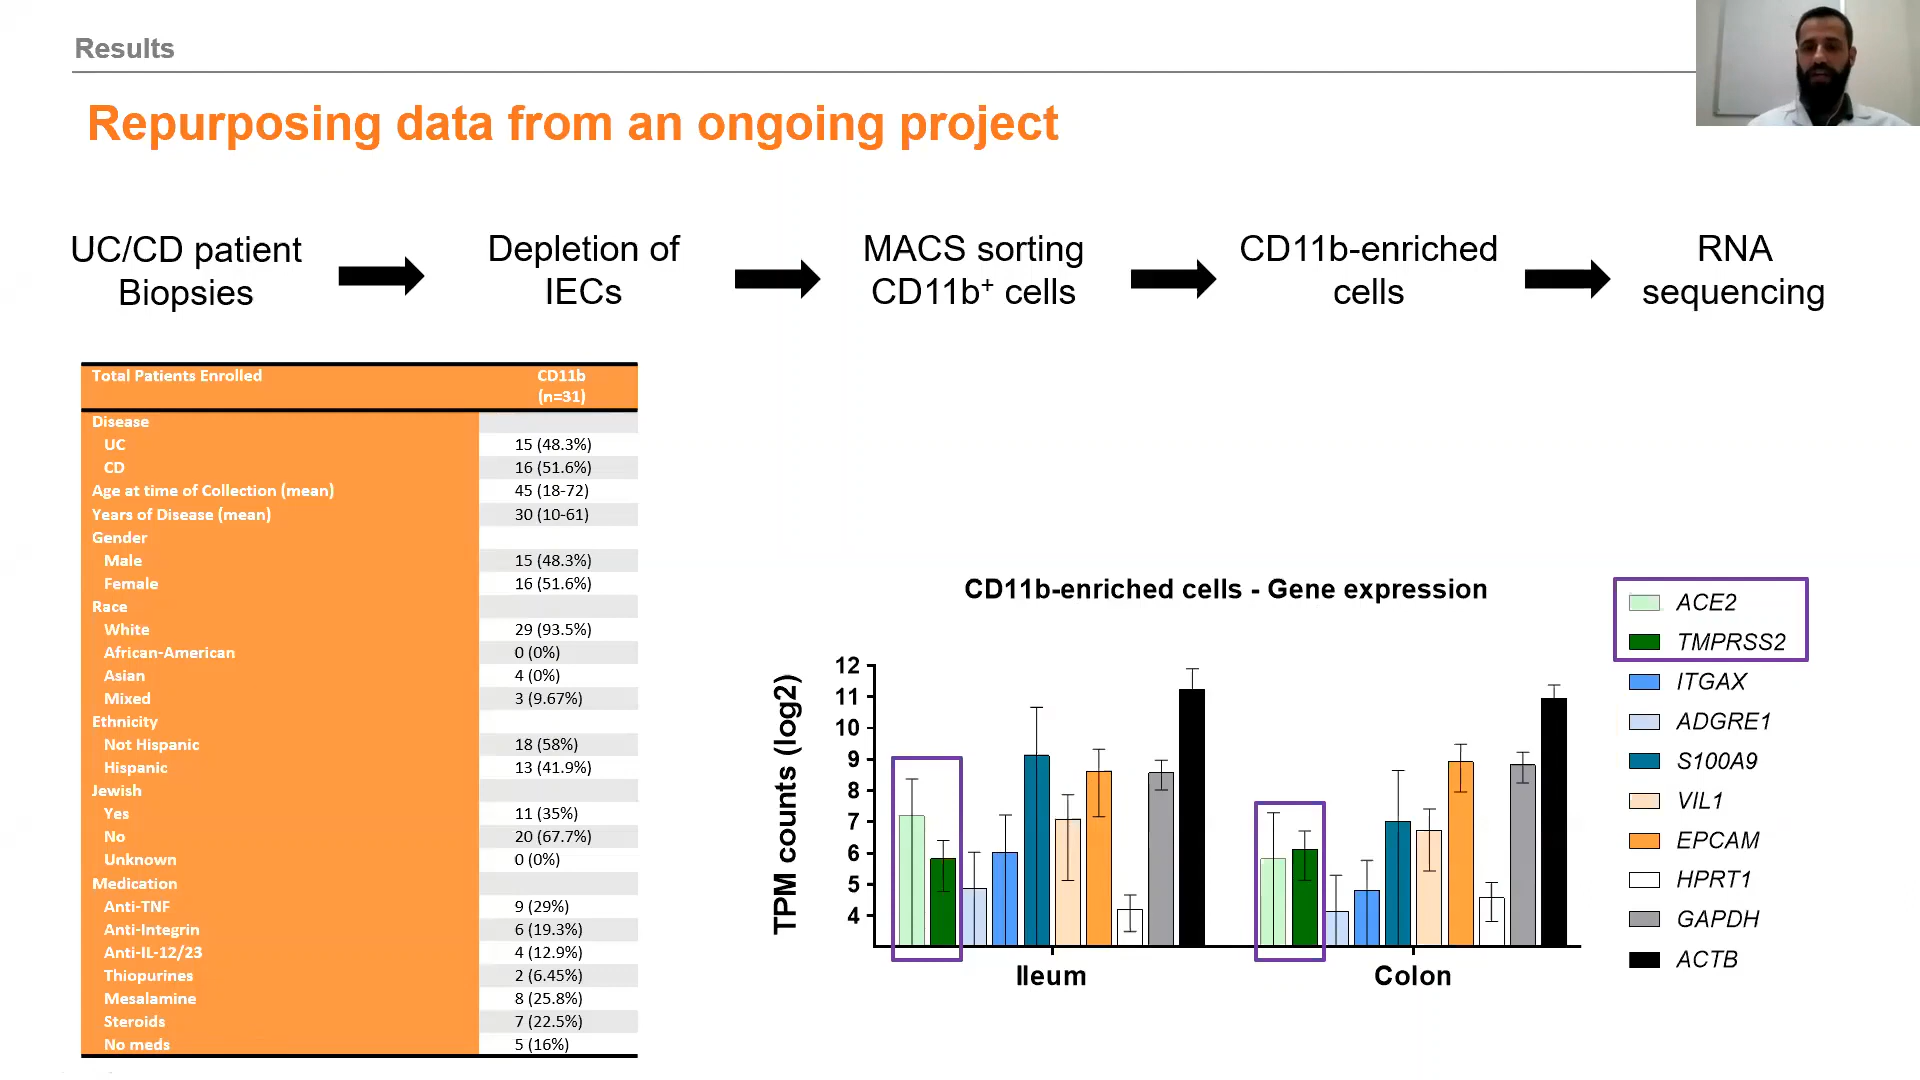 Results
Repurposing data from an ongoing project
UC/CD patient
Biopsies
Depletion of
IECs
MACS sorting
CD11b+ cells
CD11b-enriched
cells
RNA
sequencing
Total Patients Enrolled CD11b
(n=31)
Disease
UC 15 (48.3%)
CD 16 (51.6%)
Age at time of Collection (mean) 45 (18-72)
Years of Disease (mean) 30 (10-61)
Gender
Male 15 (48.3%)
Female 16 (51.6%)
Race
White 29 (93.5%)
African-American 0 (0%)
Asian 4 (0%)
Mixed 3 (9.67%)
Ethnicity
Not Hispanic 18 (58%)
Hispanic 13 (41.9%)
Jewish
Yes 11 (35%)
No 20 (67.7%)
Unknown 0 (0%)
Medication
Anti-TNF 9 (29%)
Anti-Integrin 6 (19.3%)
Anti-IL-12/23 4 (12.9%)
Thiopurines 2 (6.45%)
Mesalamine 8 (25.8%)
Steroids 7 (22.5%)
No meds 5 (16%)
CD11b-enriched cells - Gene expression
TPM counts (log2)
12
11
10
9
8
7
6
5
4
Ileum
Colon
ACE2
TMPRSS2
ITGAX
ADGRE1
S100A9
VIL1
EPCAM
HPRT1
GAPDH
ACTB